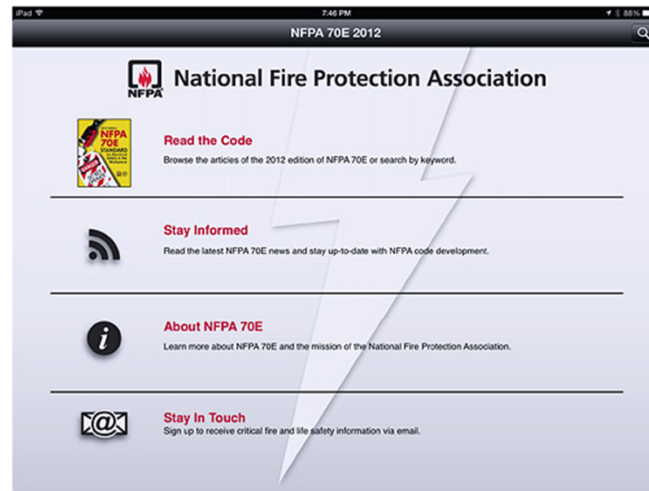 iPad 7:46 PM 88%
NFPA 70E 2012
NFPA National Fire Protection Association
NFPA
70E
STANDARD
Read the Code
Browse the articles of the 2012 edition of NFPA 70E or search by keyword.
Stay Informed
Read the latest NFPA 70E news and stay up-to-date with NFPA code development.
About NFPA 70E
Learn more about NFPA 70E and the mission of the National Fire Protection Association.
Stay In Touch
Sign up to receive critical fire and life safety information via email.